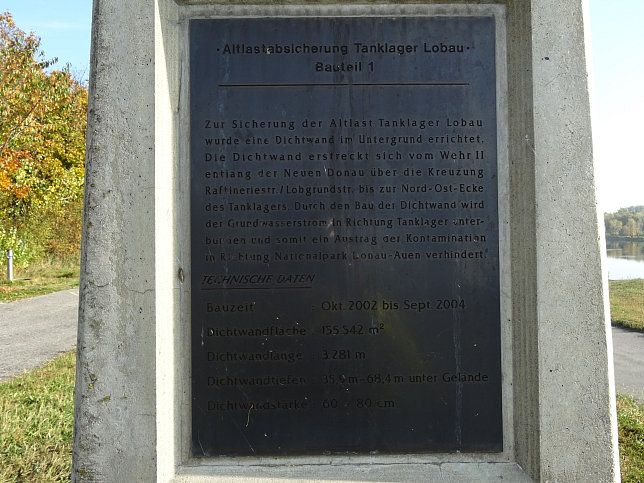 ·Altlastabsicherung Tanklager Lobau·
Bauteil 1
Zur Sicherung der Altlast Tanklager Lobau
wurde eine Dichtwand im Untergrund errichtet.
Die Dichtwand erstreckt sich vom Wehr II
entlang der Neuen Donau über die Kreuzung
Raffineriestr./Lobgrundstr. bis zur Nord-Ost-Ecke
des Tanklagers. Durch den Bau der Dichtwand wird
der Grundwasserstrom in Richtung Tanklager unter-
bunden und somit ein Austrag der Kontamination
in Richtung Nationalpark Donau-Auen verhindert.
TECHNISCHE DATEN
Bauzeit : Okt. 2002 bis Sept. 2004
Dichtwandfläche : 155.542 m²
Dichtwandlänge : 3.281 m
Dichtwandtiefen : m - 68,4 m unter Gelände
Dichtwandstärke : 60 - 80 cm